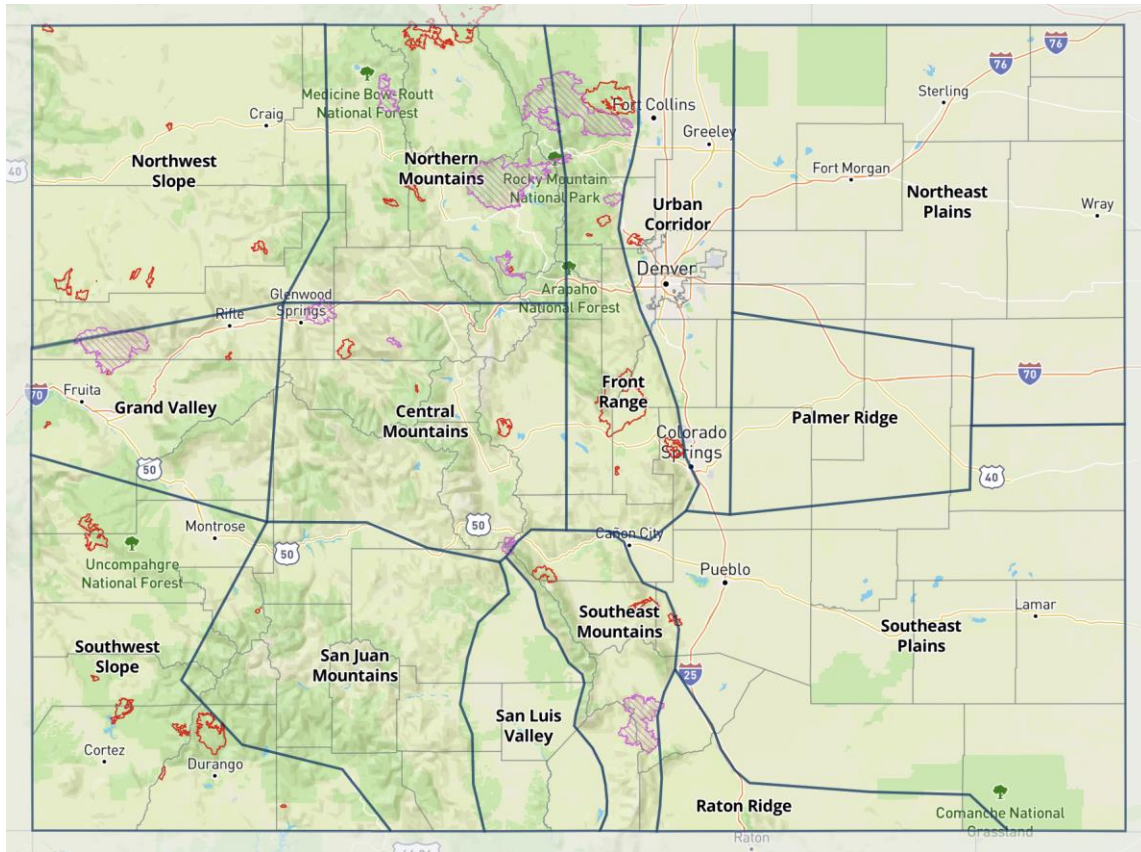 76
76
Sterling
Medicine Bow-Routt
National Forest
Fort Collins
Craig
Greeley
Northwest
Slope
Northern
Mountains
40
Rocky Mountain
National Park
Fort Morgan
Northeast
Plains
Urban
Corridor
Wray
Denver
Arapaho
National Forest
Glenwood
Springs
Rifle
70
70
Fruita
Grand Valley
Front
Range
Central
Mountains
Palmer Ridge
Colorado
Springs
50
40
Montrose
50
50
Cañon City
Uncompahgre
National Forest
Pueblo
Lamar
Southeast
Mountains
Southeast
Plains
Southwest
Slope
San Juan
Mountains
25
San Luis
Valley
Cortez
Durango
Raton Ridge
Comanche National
Grassland
Raton